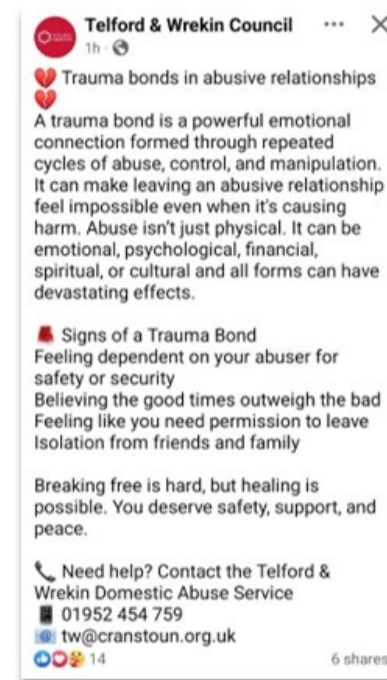 Telford & Wrekin Council
1h
💔 Trauma bonds in abusive relationships
💔
A trauma bond is a powerful emotional
connection formed through repeated
cycles of abuse, control, and manipulation.
It can make leaving an abusive relationship
feel impossible even when it's causing
harm. Abuse isn't just physical. It can be
emotional, psychological, financial,
spiritual, or cultural and all forms can have
devastating effects.
Signs of a Trauma Bond
Feeling dependent on your abuser for
safety or security
Believing the good times outweigh the bad
Feeling like you need permission to leave
Isolation from friends and family
Breaking free is hard, but healing is
possible. You deserve safety, support, and
peace.
📞 Need help? Contact the Telford &
Wrekin Domestic Abuse Service
📱 01952 454 759
📧 tw@cranstoun.org.uk
14 6 shares